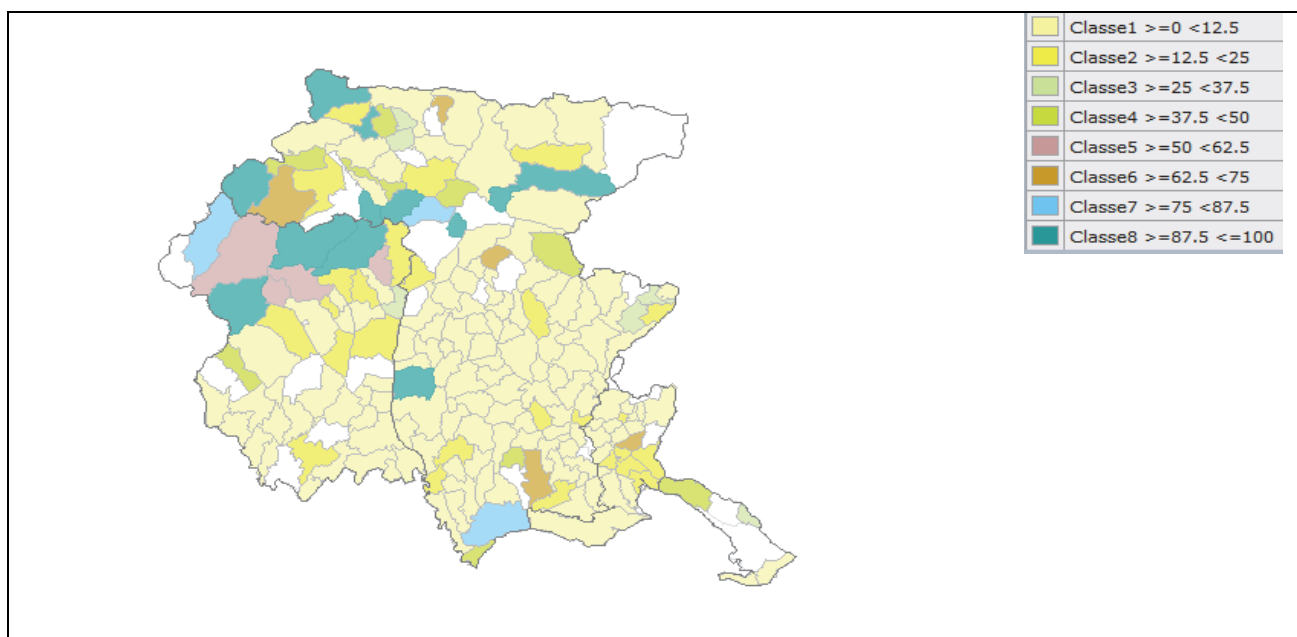 Classe1 >=0 <12.5
Classe2 >=12.5 <25
Classe3 >=25 <37.5
Classe4 >=37.5 <50
Classe5 >=50 <62.5
Classe6 >=62.5 <75
Classe7 >=75 <87.5
Classe8 >=87.5 <=100